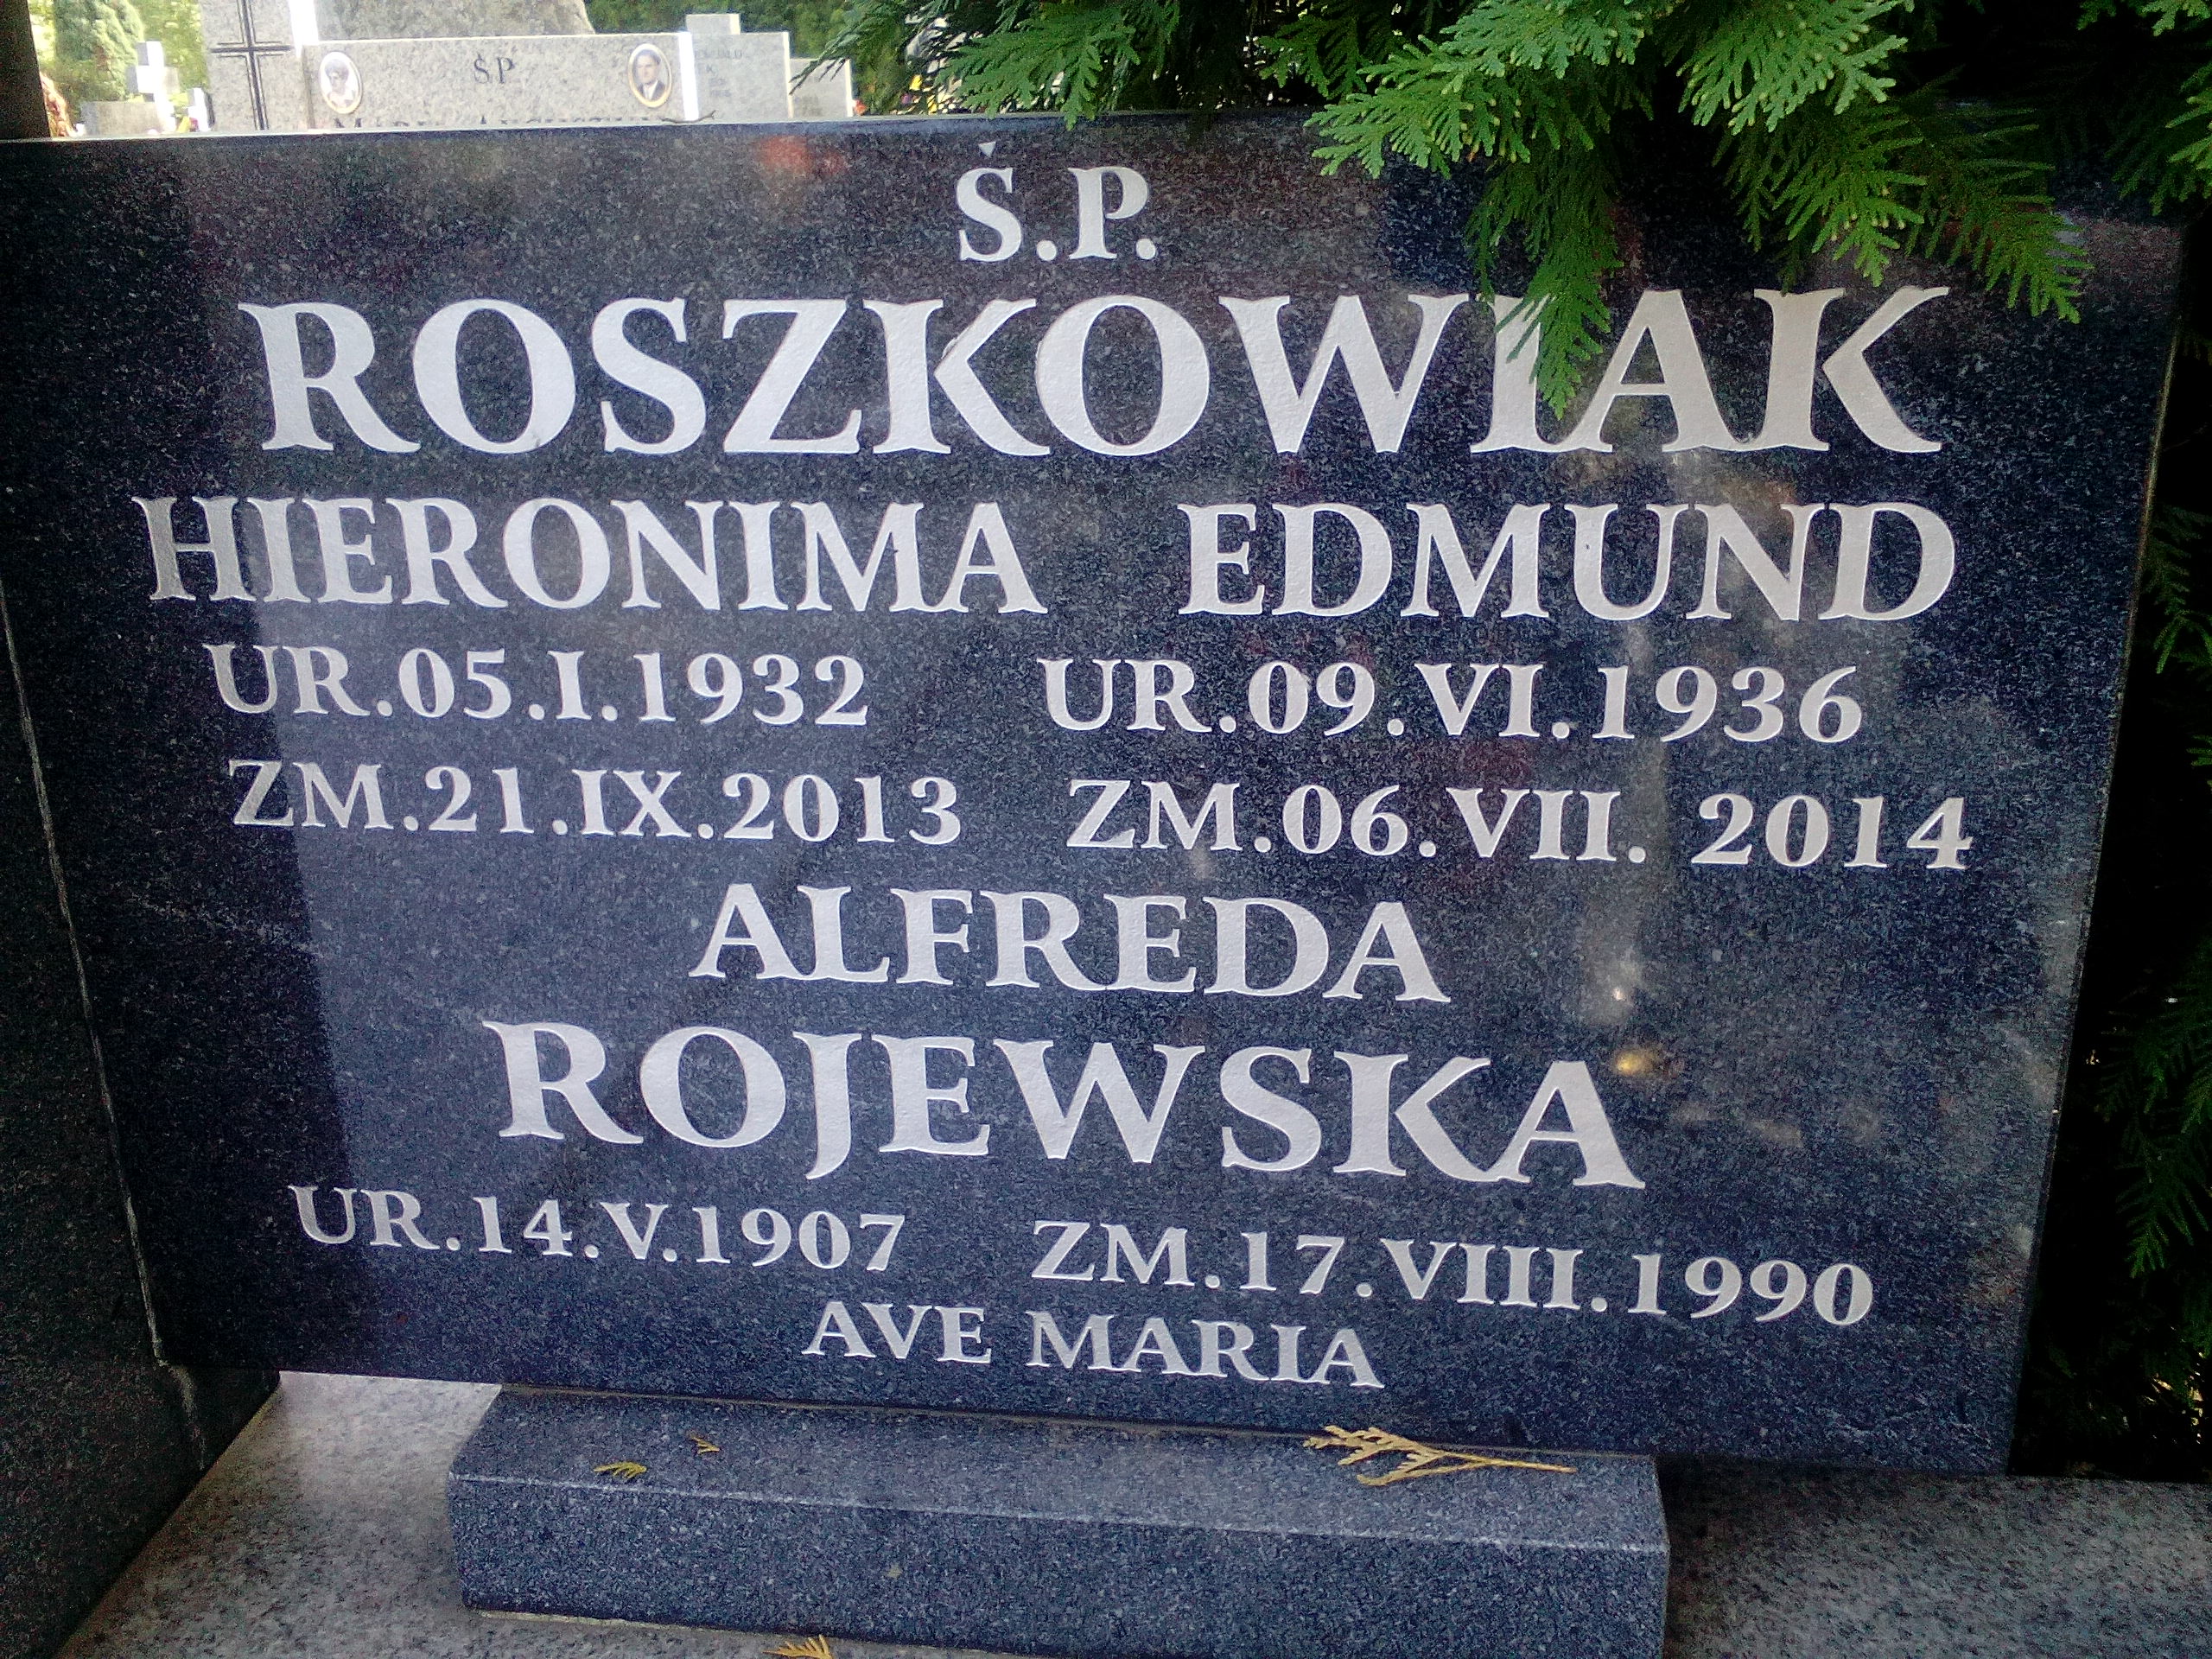 ŚP
Ś.P.
ROSZKOWIAK
HIERONIMA EDMUND
UR.05.I.1932 UR.09.VI.1936
ZM.21.IX.2013 ZM.06.VII. 2014
ALFREDA
ROJEWSKA
UR.14.V.1907 ZM.17.VIII.1990
AVE MARIA